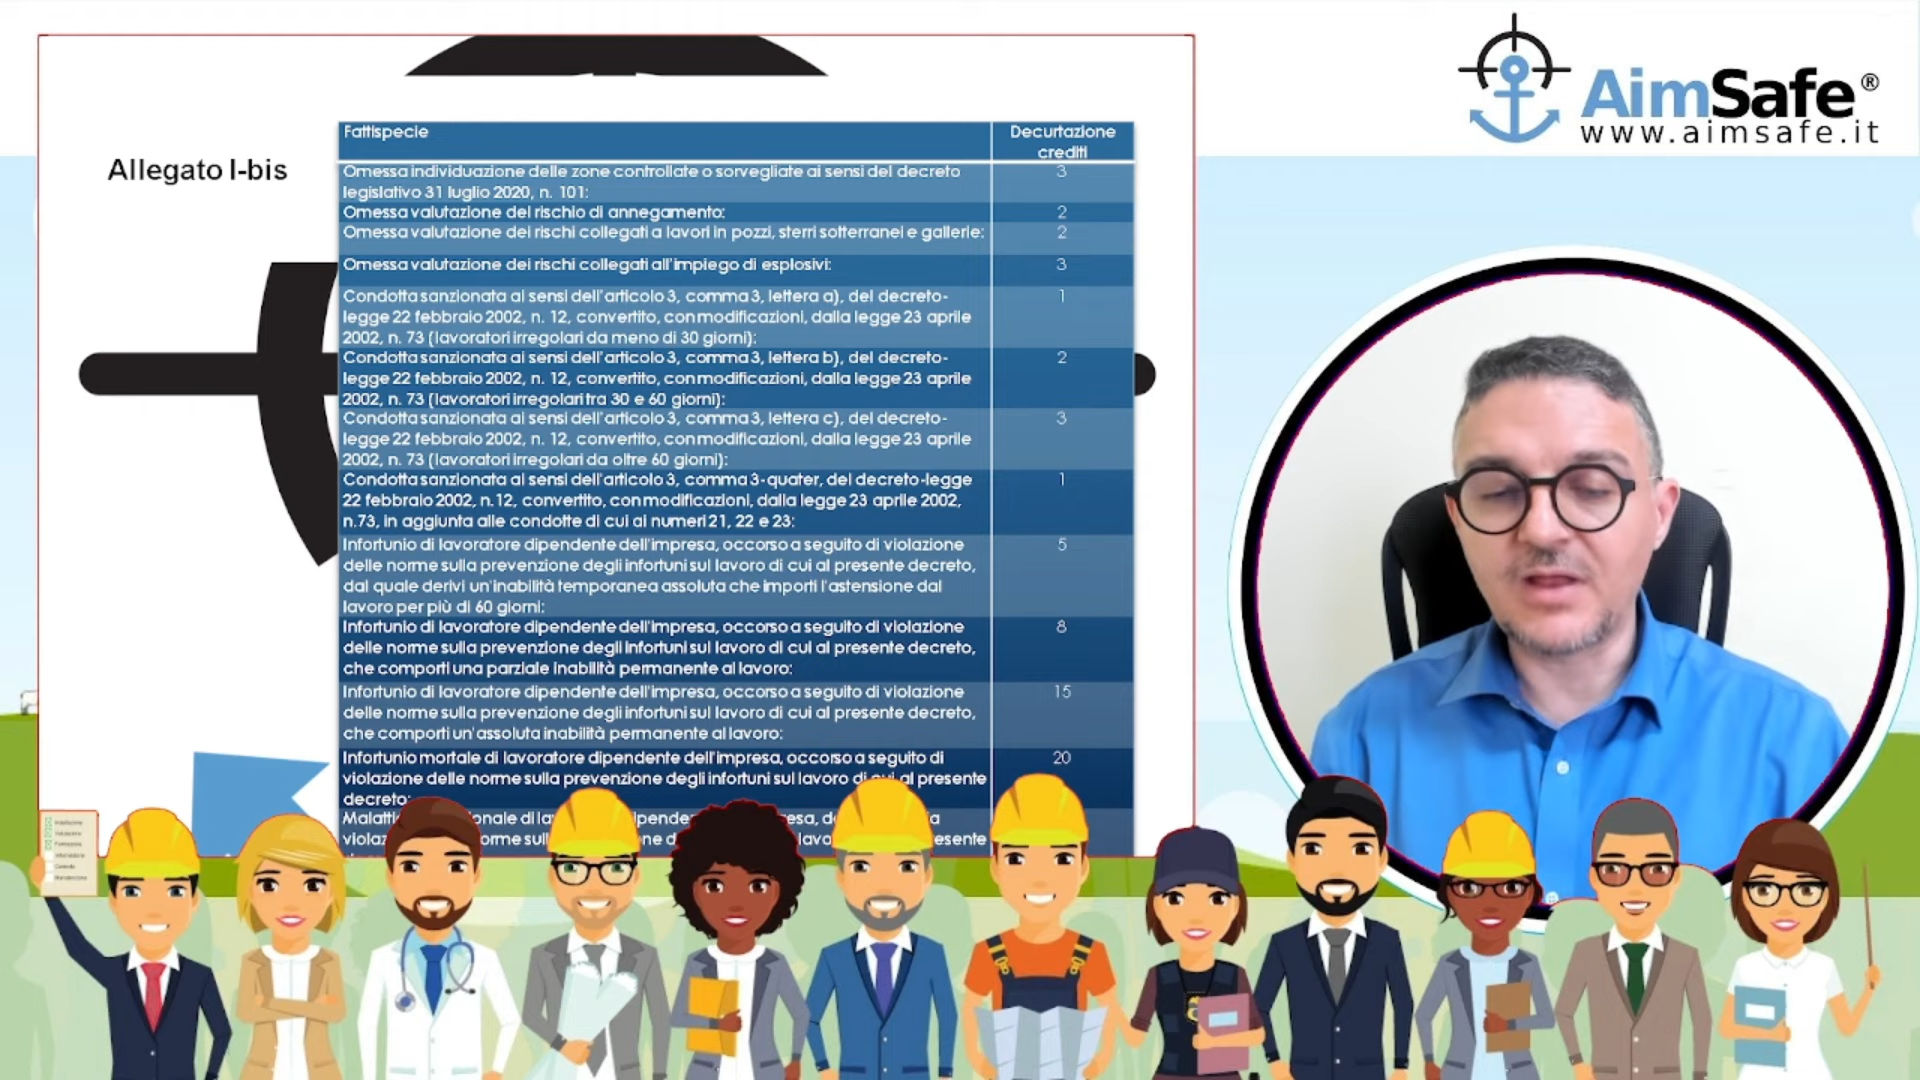 AimSafe®
www.aimsafe.it
Allegato I-bis
Fattispecie
Decurtazione
crediti
Omessa individuazione delle zone controllate o sorvegliate ai sensi del decreto
legislativo 31 luglio 2020, n. 101:
3
Omessa valutazione del rischio di annegamento:
2
Omessa valutazione dei rischi collegati a lavori in pozzi, sterri sotterranei e gallerie:
2
Omessa valutazione dei rischi collegati all'impiego di esplosivi:
3
Condotta sanzionata ai sensi dell'articolo 3, comma 3, lettera a), del decreto-
legge 22 febbraio 2002, n. 12, convertito, con modificazioni, dalla legge 23 aprile
2002, n. 73 (lavoratori irregolari da meno di 30 giorni):
1
Condotta sanzionata ai sensi dell'articolo 3, comma 3, lettera b), del decreto-
legge 22 febbraio 2002, n. 12, convertito, con modificazioni, dalla legge 23 aprile
2002, n. 73 (lavoratori irregolari tra 30 e 60 giorni):
2
Condotta sanzionata ai sensi dell'articolo 3, comma 3, lettera c), del decreto-
legge 22 febbraio 2002, n. 12, convertito, con modificazioni, dalla legge 23 aprile
2002, n. 73 (lavoratori irregolari da oltre 60 giorni):
3
Condotta sanzionata ai sensi dell'articolo 3, comma 3-quater, del decreto-legge
22 febbraio 2002, n.12, convertito, con modificazioni, dalla legge 23 aprile 2002,
n.73, in aggiunta alle condotte di cui ai numeri 21, 22 e 23:
1
Infortunio di lavoratore dipendente dell'impresa, occorso a seguito di violazione
delle norme sulla prevenzione degli infortuni sul lavoro di cui al presente decreto,
dal quale derivi un'inabilità temporanea assoluta che importi l'astensione dal
lavoro per più di 60 giorni:
5
Infortunio di lavoratore dipendente dell'impresa, occorso a seguito di violazione
delle norme sulla prevenzione degli infortuni sul lavoro di cui al presente decreto,
che comporti una parziale inabilità permanente al lavoro:
8
Infortunio di lavoratore dipendente dell'impresa, occorso a seguito di violazione
delle norme sulla prevenzione degli infortuni sul lavoro di cui al presente decreto,
che comporti un'assoluta inabilità permanente al lavoro:
15
Infortunio mortale di lavoratore dipendente dell'impresa, occorso a seguito di
violazione delle norme sulla prevenzione degli infortuni sul lavoro di cui al presente
decreto:
20